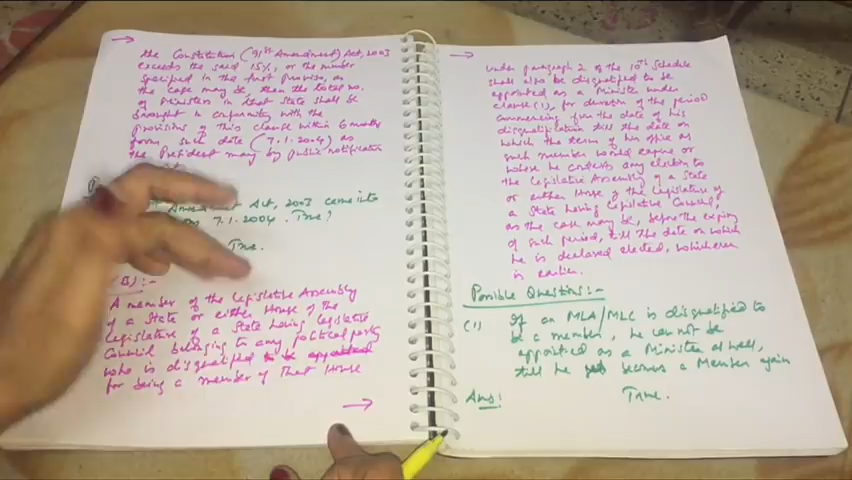 the Constitution (91st Amendment) Act, 2003
exceeds the said 15%, or the number
specified in the first proviso, as
the case may be, then the total no.
of Ministers in that State shall be
brought in conformity with the
provisions of this clause within 6 months
from such date (7.1.2004) as
the President may by public notification
Amendment Act, 2003 came into
7.1.2004. True?
True.
(1B):-
A member of the Legislative Assembly
of a State or either House of the
Legislature of a State having Legislative
Council belonging to any political party
who is disqualified
for being a member of that House
under paragraph 2 of the 10th Schedule
shall also be disqualified to be
appointed as a Minister under
clause (1), for duration of the period
commencing from the date of his
disqualification till the date on
which the term of his office as
such member would expire or
where he contests any election to
the Legislative Assembly of a State
or either House of the Legislature of
a State having Legislative Council,
as the case may be, before the expiry
of such period, till the date on which
he is declared elected, whichever
is earlier.
Possible Questions:-
(1) If an MLA/MLC is disqualified to
be a member, he cannot be
appointed as a Minister as well,
till he becomes a Member again
Ans: True.